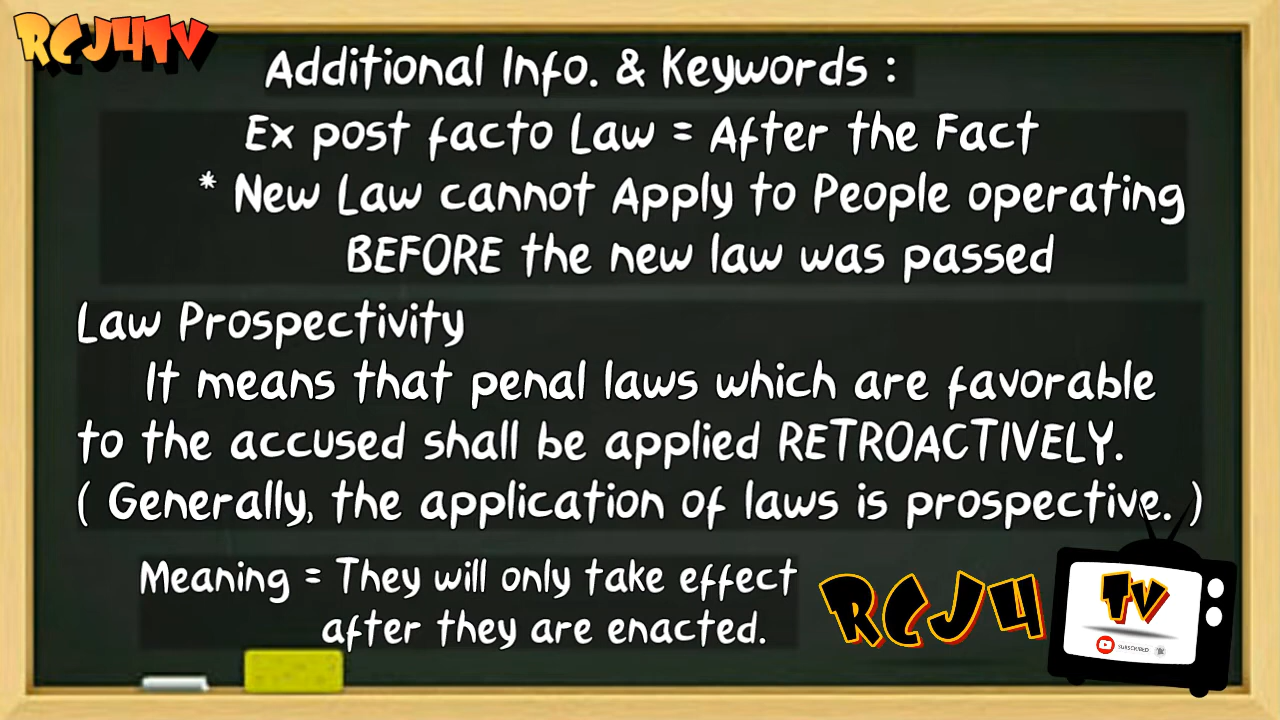 RCJ4TV
Additional Info. & Keywords :
Ex post facto Law = After the Fact
* New Law cannot Apply to People operating
BEFORE the new law was passed
Law Prospectivity
It means that penal laws which are favorable
to the accused shall be applied RETROACTIVELY.
( Generally, the application of laws is prospective. )
Meaning = They will only take effect
after they are enacted.
RCJ4
TV
SUBSCRIBED